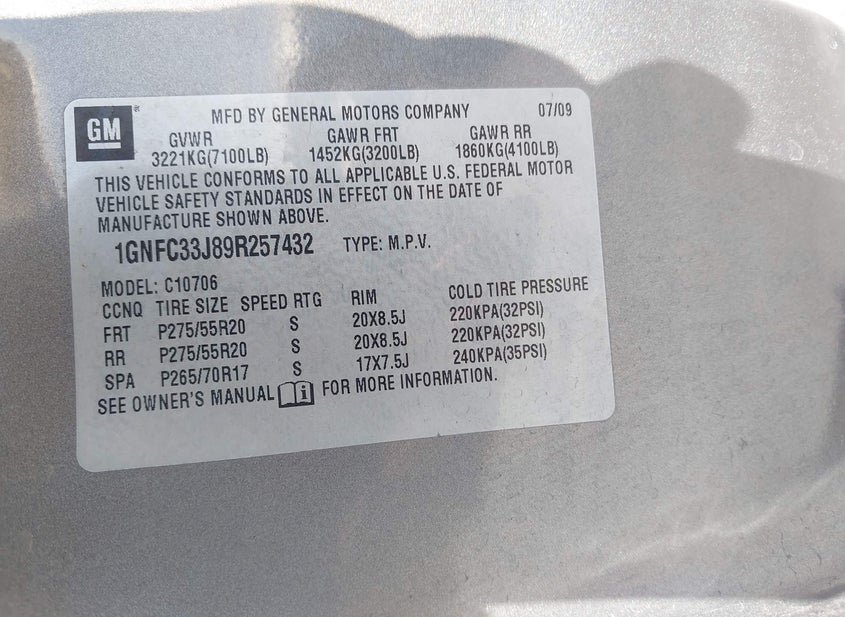 GM
MFD BY GENERAL MOTORS COMPANY 07/09
GVWR GAWR FRT GAWR RR
3221KG(7100LB) 1452KG(3200LB) 1860KG(4100LB)
THIS VEHICLE CONFORMS TO ALL APPLICABLE U.S. FEDERAL MOTOR
VEHICLE SAFETY STANDARDS IN EFFECT ON THE DATE OF
MANUFACTURE SHOWN ABOVE.
1GNFC33J89R257432 TYPE: M.P.V.
MODEL: C10706
CCNQ TIRE SIZE SPEED RTG RIM COLD TIRE PRESSURE
FRT P275/55R20 S 20X8.5J 220KPA(32PSI)
RR P275/55R20 S 20X8.5J 220KPA(32PSI)
SPA P265/70R17 S 17X7.5J 240KPA(35PSI)
SEE OWNER'S MANUAL i FOR MORE INFORMATION.